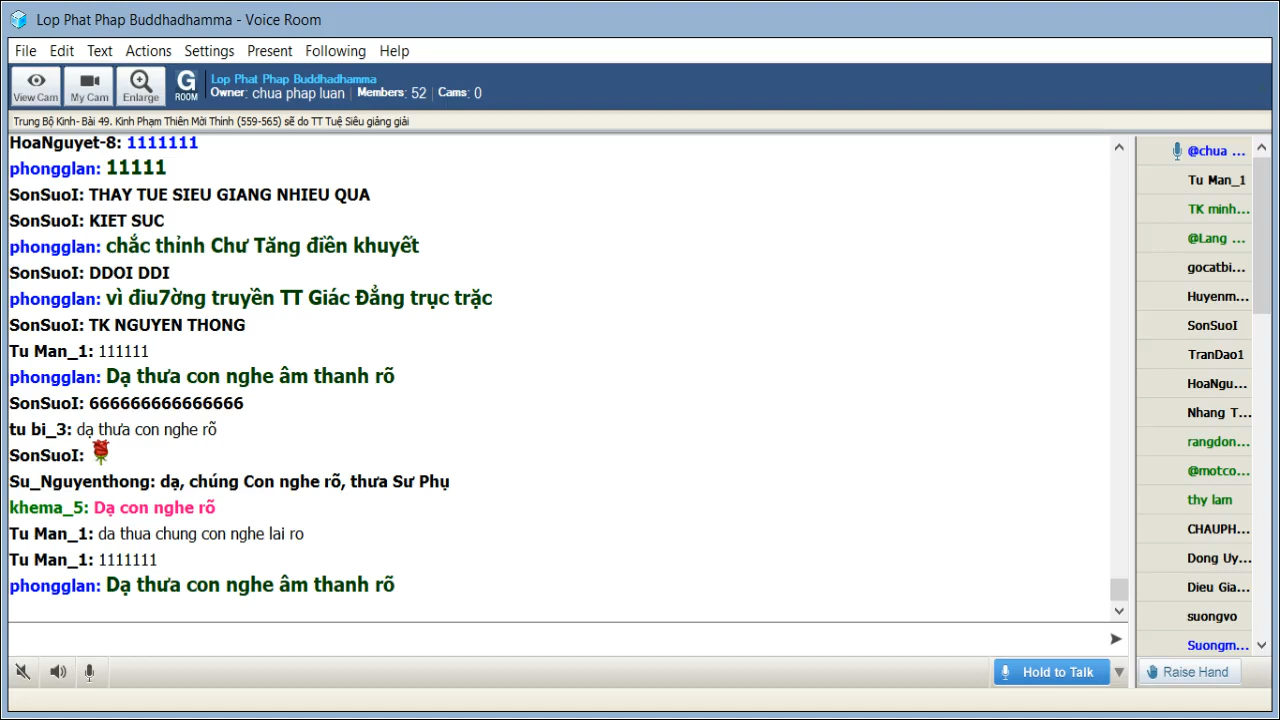 Lop Phat Phap Buddhadhamma - Voice Room
File Edit Text Actions Settings Present Following Help
View Cam My Cam Enlarge G ROOM
Lop Phat Phap Buddhadhamma
Owner: chua phap luan | Members: 52 | Cams: 0
Trung Bộ Kinh- Bài 49. Kinh Phạm Thiên Mời Thỉnh (559-565) sẽ do TT Tuệ Siêu giảng giải
HoaNguyet-8: 1111111
phongglan: 11111
SonSuoI: THAY TUE SIEU GIANG NHIEU QUA
SonSuoI: KIET SUC
phongglan: chắc thỉnh Chư Tăng điền khuyết
SonSuoI: DDOI DDI
phongglan: vì điu7ờng truyền TT Giác Đẳng trục trặc
SonSuoI: TK NGUYEN THONG
Tu Man_1: 111111
phongglan: Dạ thưa con nghe âm thanh rõ
SonSuoI: 666666666666666
tu bi_3: dạ thưa con nghe rõ
SonSuoI:
Su_Nguyenthong: dạ, chúng Con nghe rõ, thưa Sư Phụ
khema_5: Dạ con nghe rõ
Tu Man_1: da thua chung con nghe lai ro
Tu Man_1: 1111111
phongglan: Dạ thưa con nghe âm thanh rõ
@chua ...
Tu Man_1
TK minh...
@Lang ...
gocatbi...
Huyenm...
SonSuoI
TranDao1
HoaNgu...
Nhang T...
rangdon...
@motco...
thy lam
CHAUPH...
Dong Uy...
Dieu Gia...
suongvo
Suongm...
Hold to Talk
Raise Hand